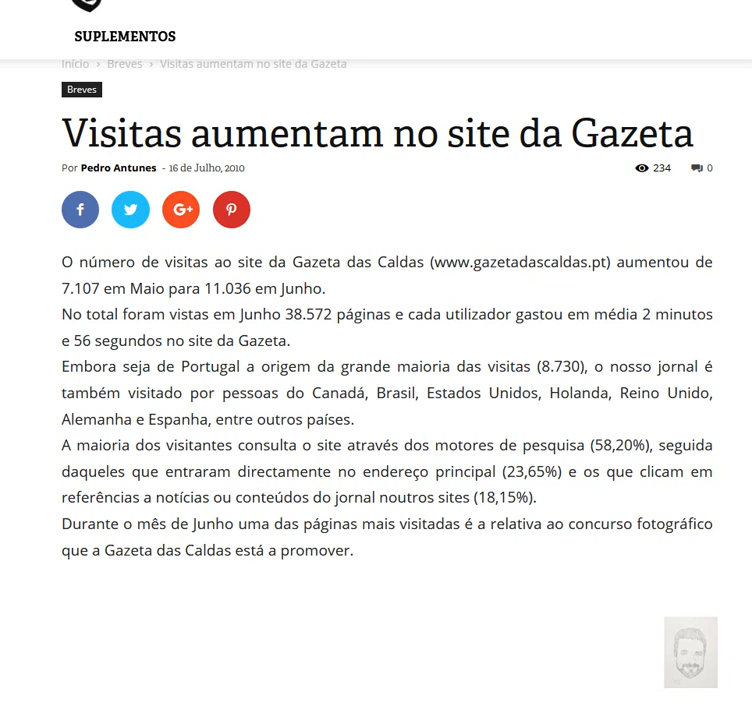 SUPLEMENTOS
Início › Breves › Visitas aumentam no site da Gazeta
Breves
Visitas aumentam no site da Gazeta
Por Pedro Antunes - 16 de Julho, 2010 234 0
O número de visitas ao site da Gazeta das Caldas (www.gazetadascaldas.pt) aumentou de
7.107 em Maio para 11.036 em Junho.
No total foram vistas em Junho 38.572 páginas e cada utilizador gastou em média 2 minutos
e 56 segundos no site da Gazeta.
Embora seja de Portugal a origem da grande maioria das visitas (8.730), o nosso jornal é
também visitado por pessoas do Canadá, Brasil, Estados Unidos, Holanda, Reino Unido,
Alemanha e Espanha, entre outros países.
A maioria dos visitantes consulta o site através dos motores de pesquisa (58,20%), seguida
daqueles que entraram directamente no endereço principal (23,65%) e os que clicam em
referências a notícias ou conteúdos do jornal noutros sites (18,15%).
Durante o mês de Junho uma das páginas mais visitadas é a relativa ao concurso fotográfico
que a Gazeta das Caldas está a promover.